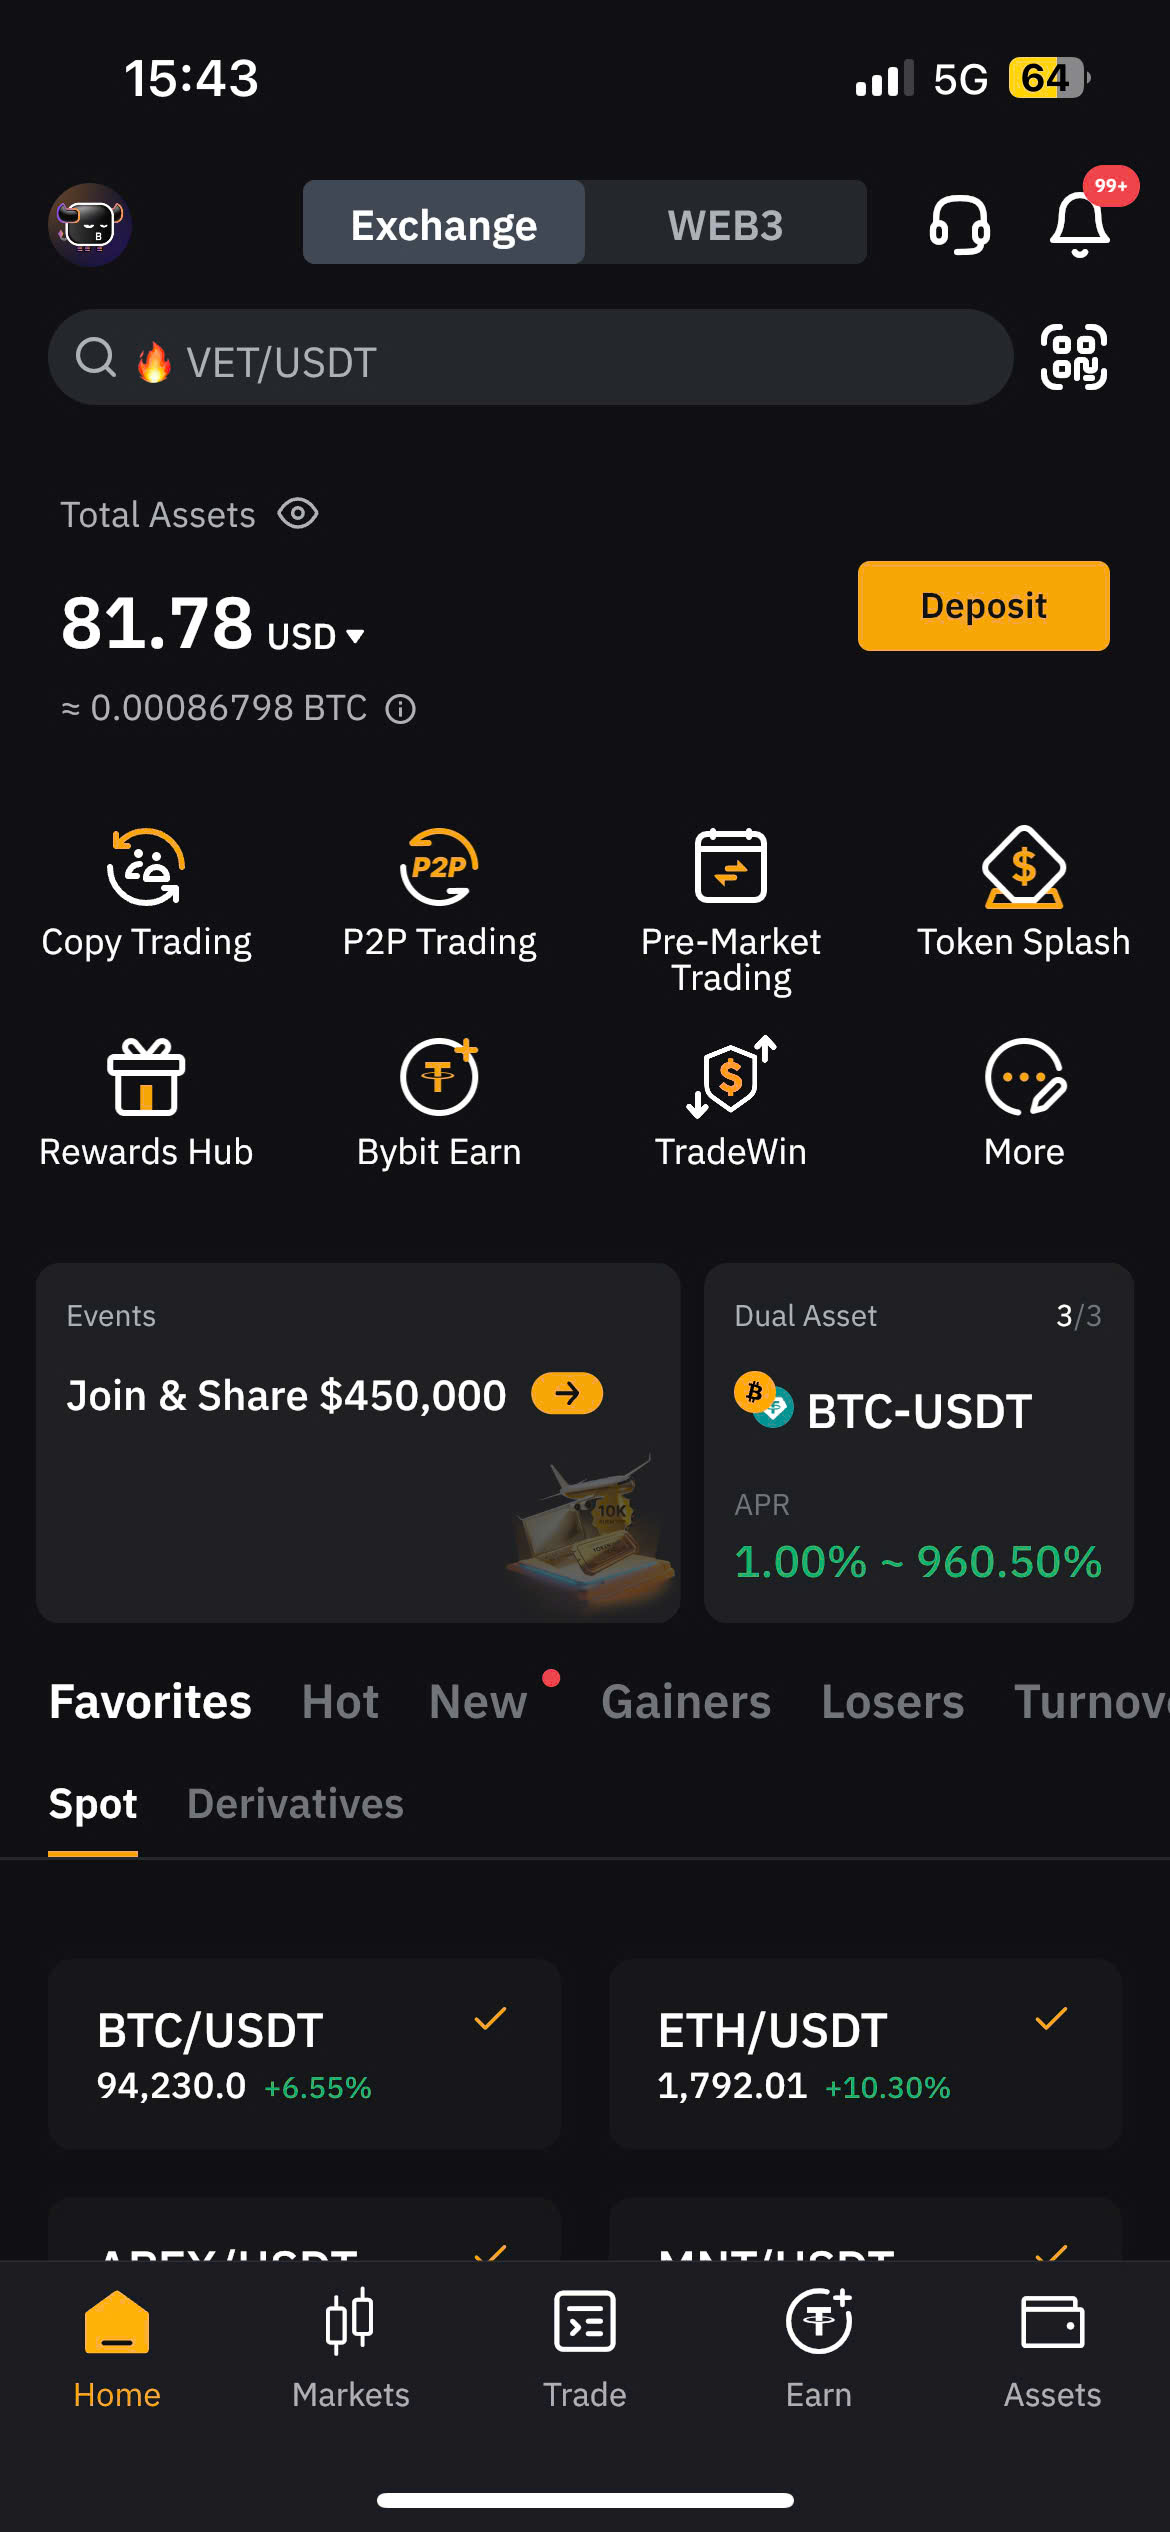 15:43 5G 64
99+
Exchange WEB3
VET/USDT
Total Assets
81.78 USD
Deposit
≈ 0.00086798 BTC
P2P
Copy Trading P2P Trading Pre-Market Trading Token Splash
Rewards Hub Bybit Earn TradeWin More
Events
Join & Share $450,000
10K
Dual Asset 3/3
BTC-USDT
APR
1.00% ~ 960.50%
Favorites Hot New Gainers Losers Turnov
Spot Derivatives
BTC/USDT
94,230.0 +6.55%
ETH/USDT
1,792.01 +10.30%
APEX/USDT MNT/USDT
Home Markets Trade Earn Assets